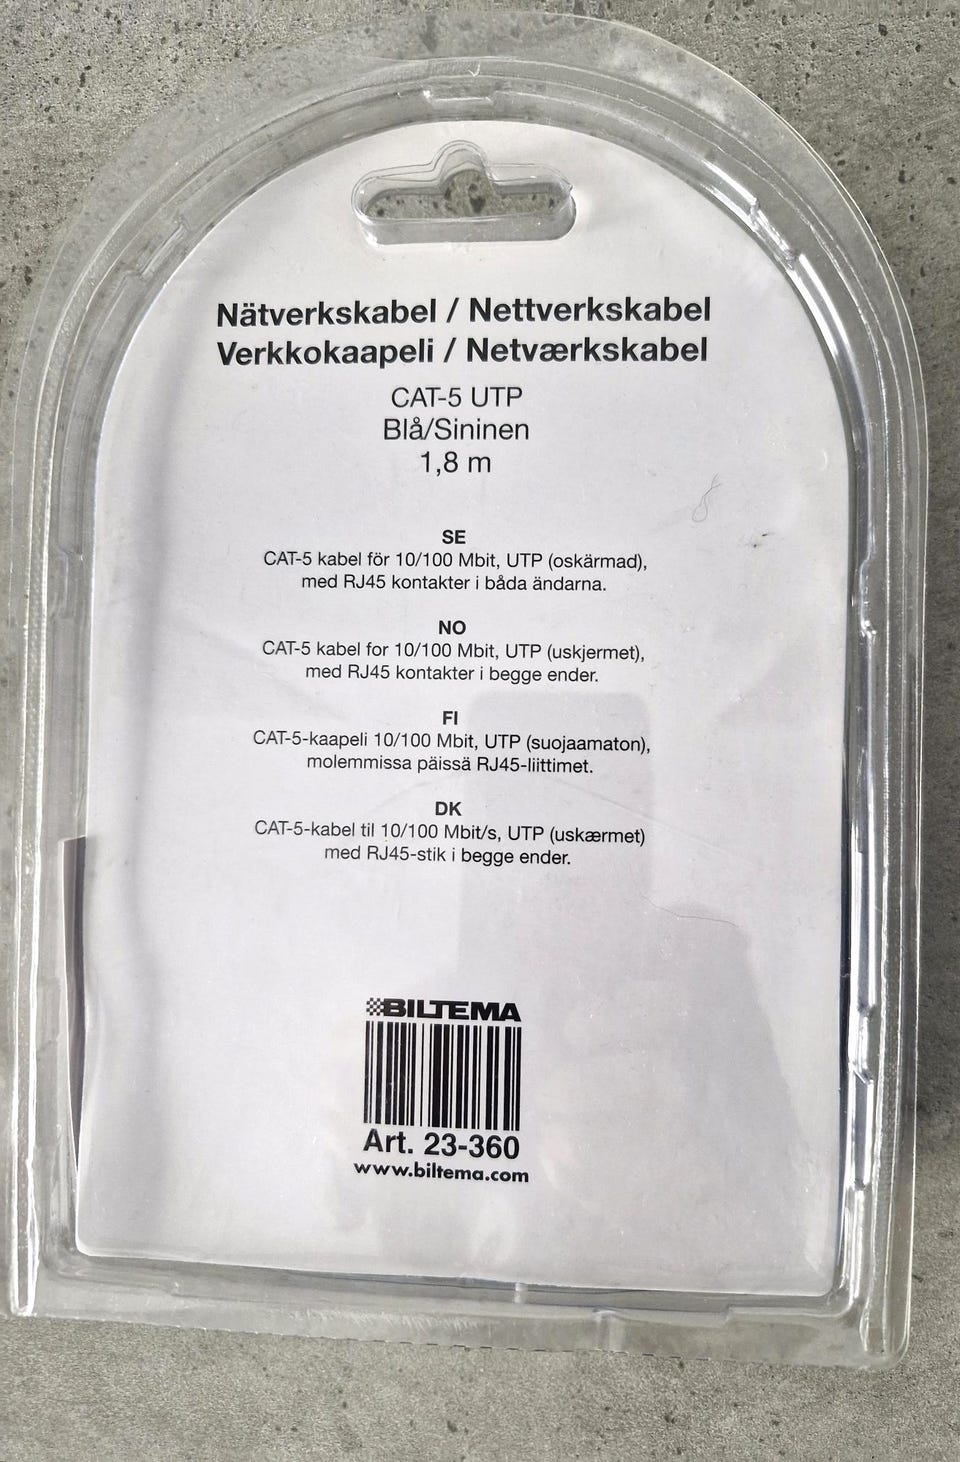 Nätverkskabel / Nettverkskabel
Verkkokaapeli / Netværkskabel
CAT-5 UTP
Blå/Sininen
1,8 m
SE
CAT-5 kabel för 10/100 Mbit, UTP (oskärmad),
med RJ45 kontakter i båda ändarna.
NO
CAT-5 kabel for 10/100 Mbit, UTP (uskjermet),
med RJ45 kontakter i begge ender.
FI
CAT-5-kaapeli 10/100 Mbit, UTP (suojaamaton),
molemmissa päissä RJ45-liittimet.
DK
CAT-5-kabel til 10/100 Mbit/s, UTP (uskærmet)
med RJ45-stik i begge ender.
BILTEMA
Art. 23-360
www.biltema.com